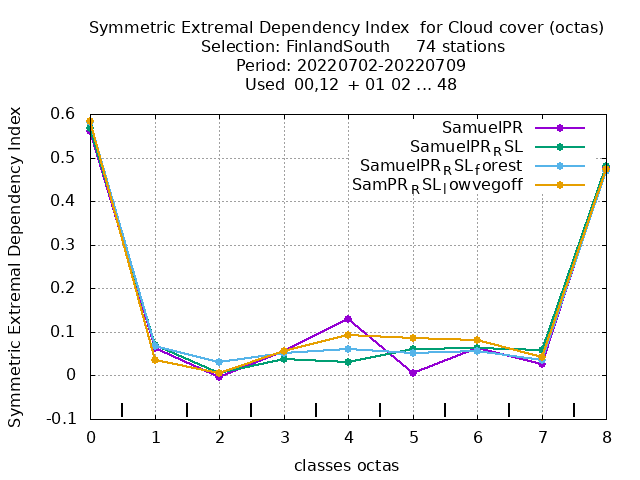 Symmetric Extremal Dependency Index for Cloud cover (octas)
Selection: FinlandSouth 74 stations
Period: 20220702-20220709
Used 00,12 + 01 02 ... 48
Symmetric Extremal Dependency Index
0.6
0.5
0.4
0.3
0.2
0.1
0
-0.1
SamuelPR
SamuelPR_RSL
SamuelPR_RSL_forest
SamPR_RSL_lowvegoff
0 1 2 3 4 5 6 7 8
classes octas